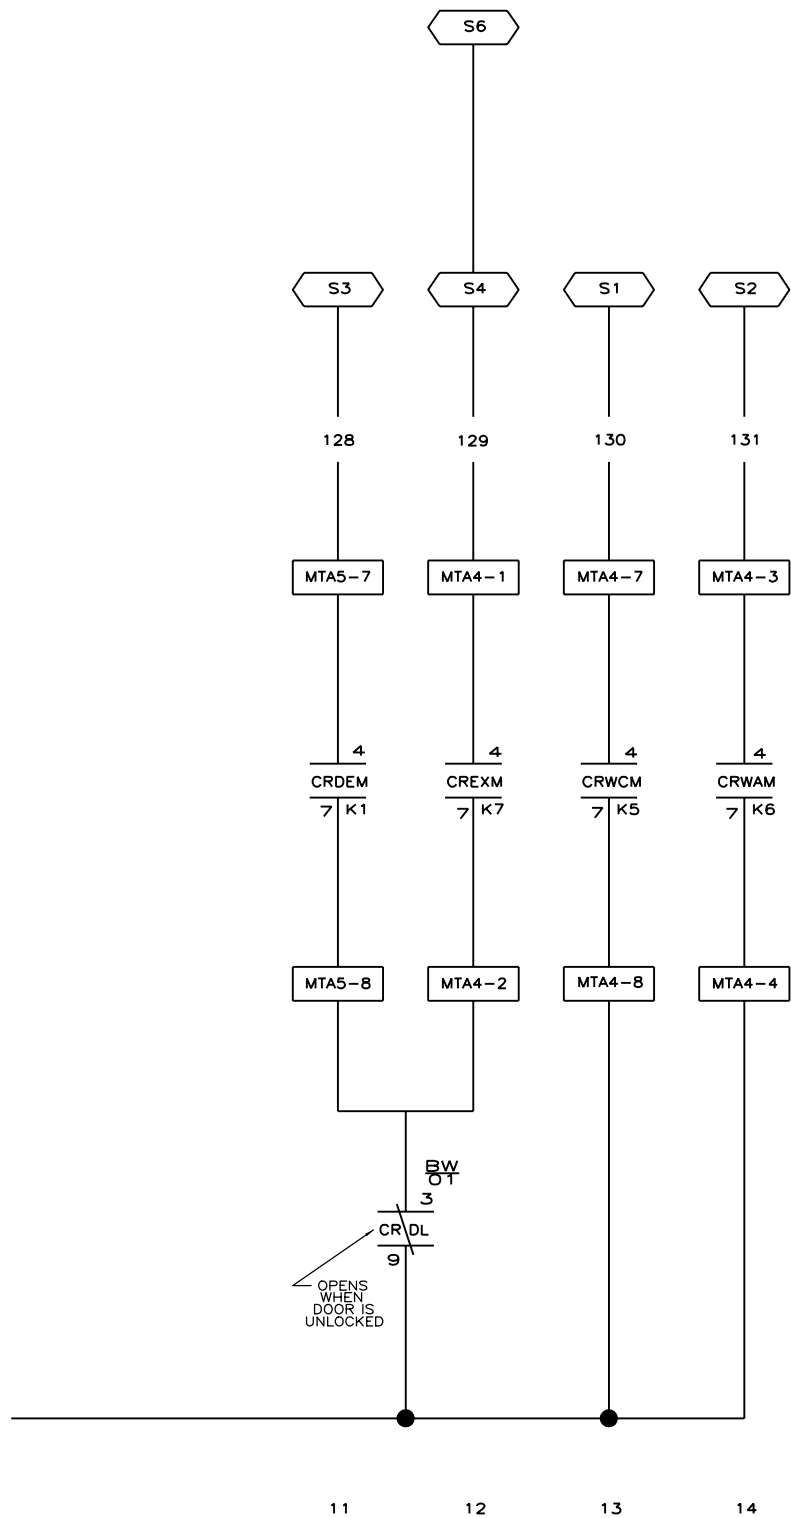 S6
S3 S4 S1 S2
128 129 130 131
MTA5-7 MTA4-1 MTA4-7 MTA4-3
4 4 4 4
CRDEM CREXM CRWCM CRWAM
7 K1 7 K7 7 K5 7 K6
MTA5-8 MTA4-2 MTA4-8 MTA4-4
BW
01
3
CRDL
9
OPENS
WHEN
DOOR IS
UNLOCKED
11 12 13 14